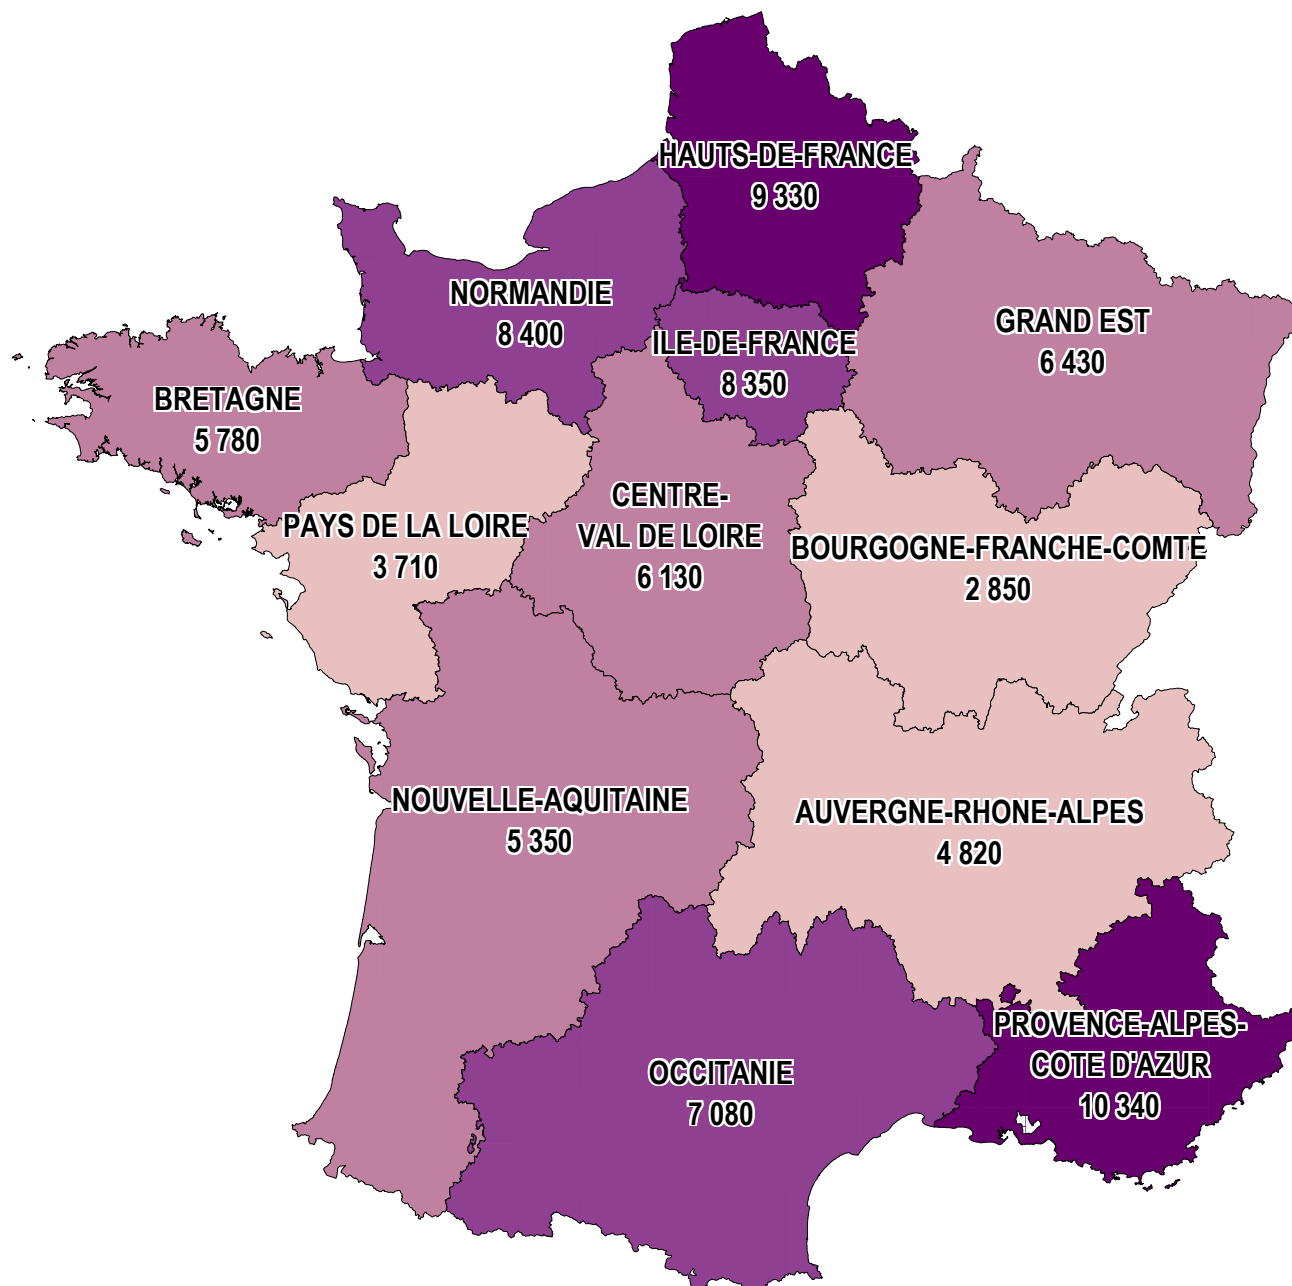 HAUTS-DE-FRANCE
9 330
NORMANDIE
8 400
ILE-DE-FRANCE
8 350
GRAND EST
6 430
BRETAGNE
5 780
PAYS DE LA LOIRE
3 710
CENTRE-
VAL DE LOIRE
6 130
BOURGOGNE-FRANCHE-COMTE
2 850
NOUVELLE-AQUITAINE
5 350
AUVERGNE-RHONE-ALPES
4 820
OCCITANIE
7 080
PROVENCE-ALPES-
COTE D'AZUR
10 340